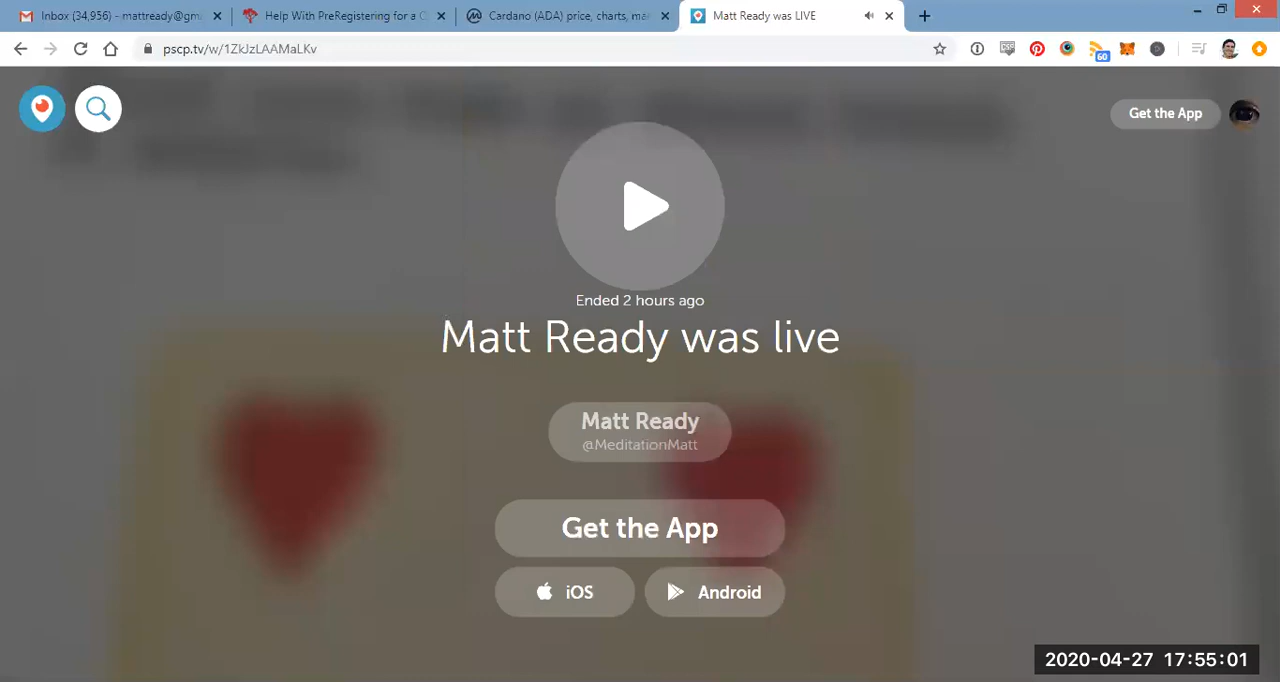 Inbox (34,956) - mattready@gm
Help With PreRegistering for a C
Cardano (ADA) price, charts, ma
Matt Ready was LIVE
pscp.tv/w/1ZkJzLAAMaLKv
60
Get the App
Ended 2 hours ago
Matt Ready was live
Matt Ready
@MeditationMatt
Get the App
iOS
Android
2020-04-27 17:55:01